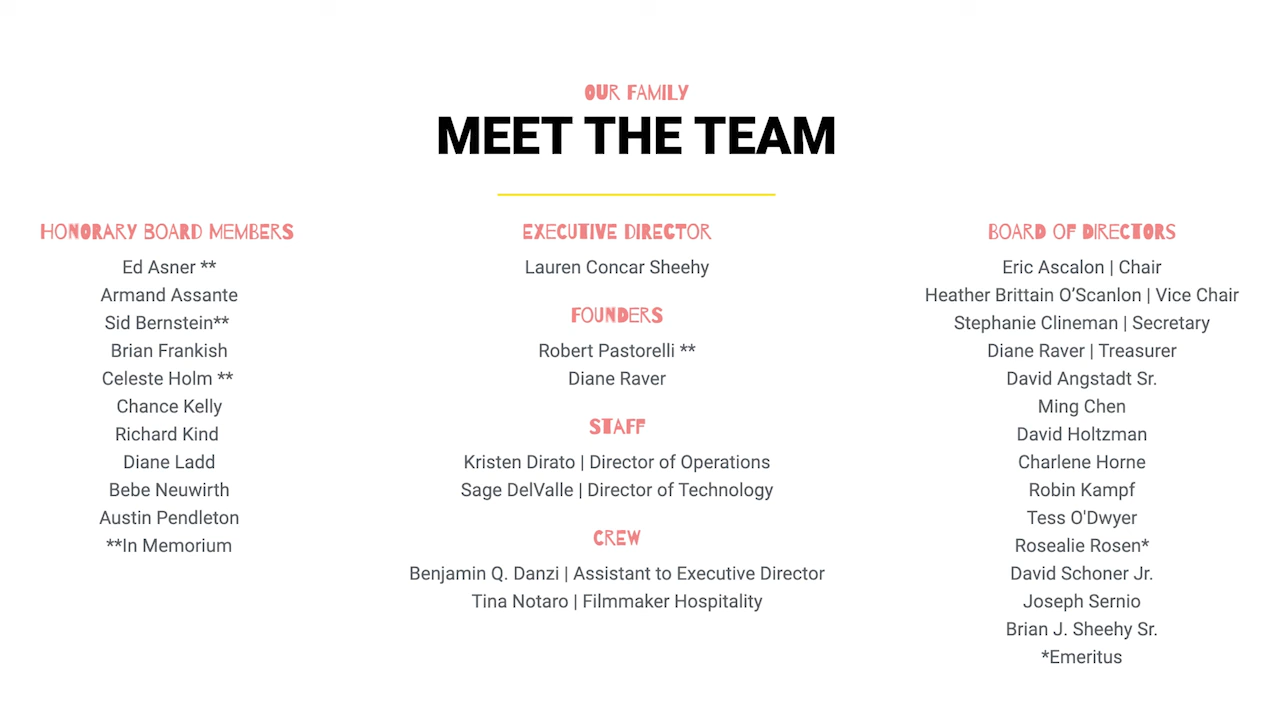 OUR FAMILY
MEET THE TEAM
HONORARY BOARD MEMBERS
Ed Asner **
Armand Assante
Sid Bernstein**
Brian Frankish
Celeste Holm **
Chance Kelly
Richard Kind
Diane Ladd
Bebe Neuwirth
Austin Pendleton
**In Memorium
EXECUTIVE DIRECTOR
Lauren Concar Sheehy
FOUNDERS
Robert Pastorelli **
Diane Raver
STAFF
Kristen Dirato | Director of Operations
Sage DelValle | Director of Technology
CREW
Benjamin Q. Danzi | Assistant to Executive Director
Tina Notaro | Filmmaker Hospitality
BOARD OF DIRECTORS
Eric Ascalon | Chair
Heather Brittain O’Scanlon | Vice Chair
Stephanie Clineman | Secretary
Diane Raver | Treasurer
David Angstadt Sr.
Ming Chen
David Holtzman
Charlene Horne
Robin Kampf
Tess O'Dwyer
Rosealie Rosen*
David Schoner Jr.
Joseph Sernio
Brian J. Sheehy Sr.
*Emeritus